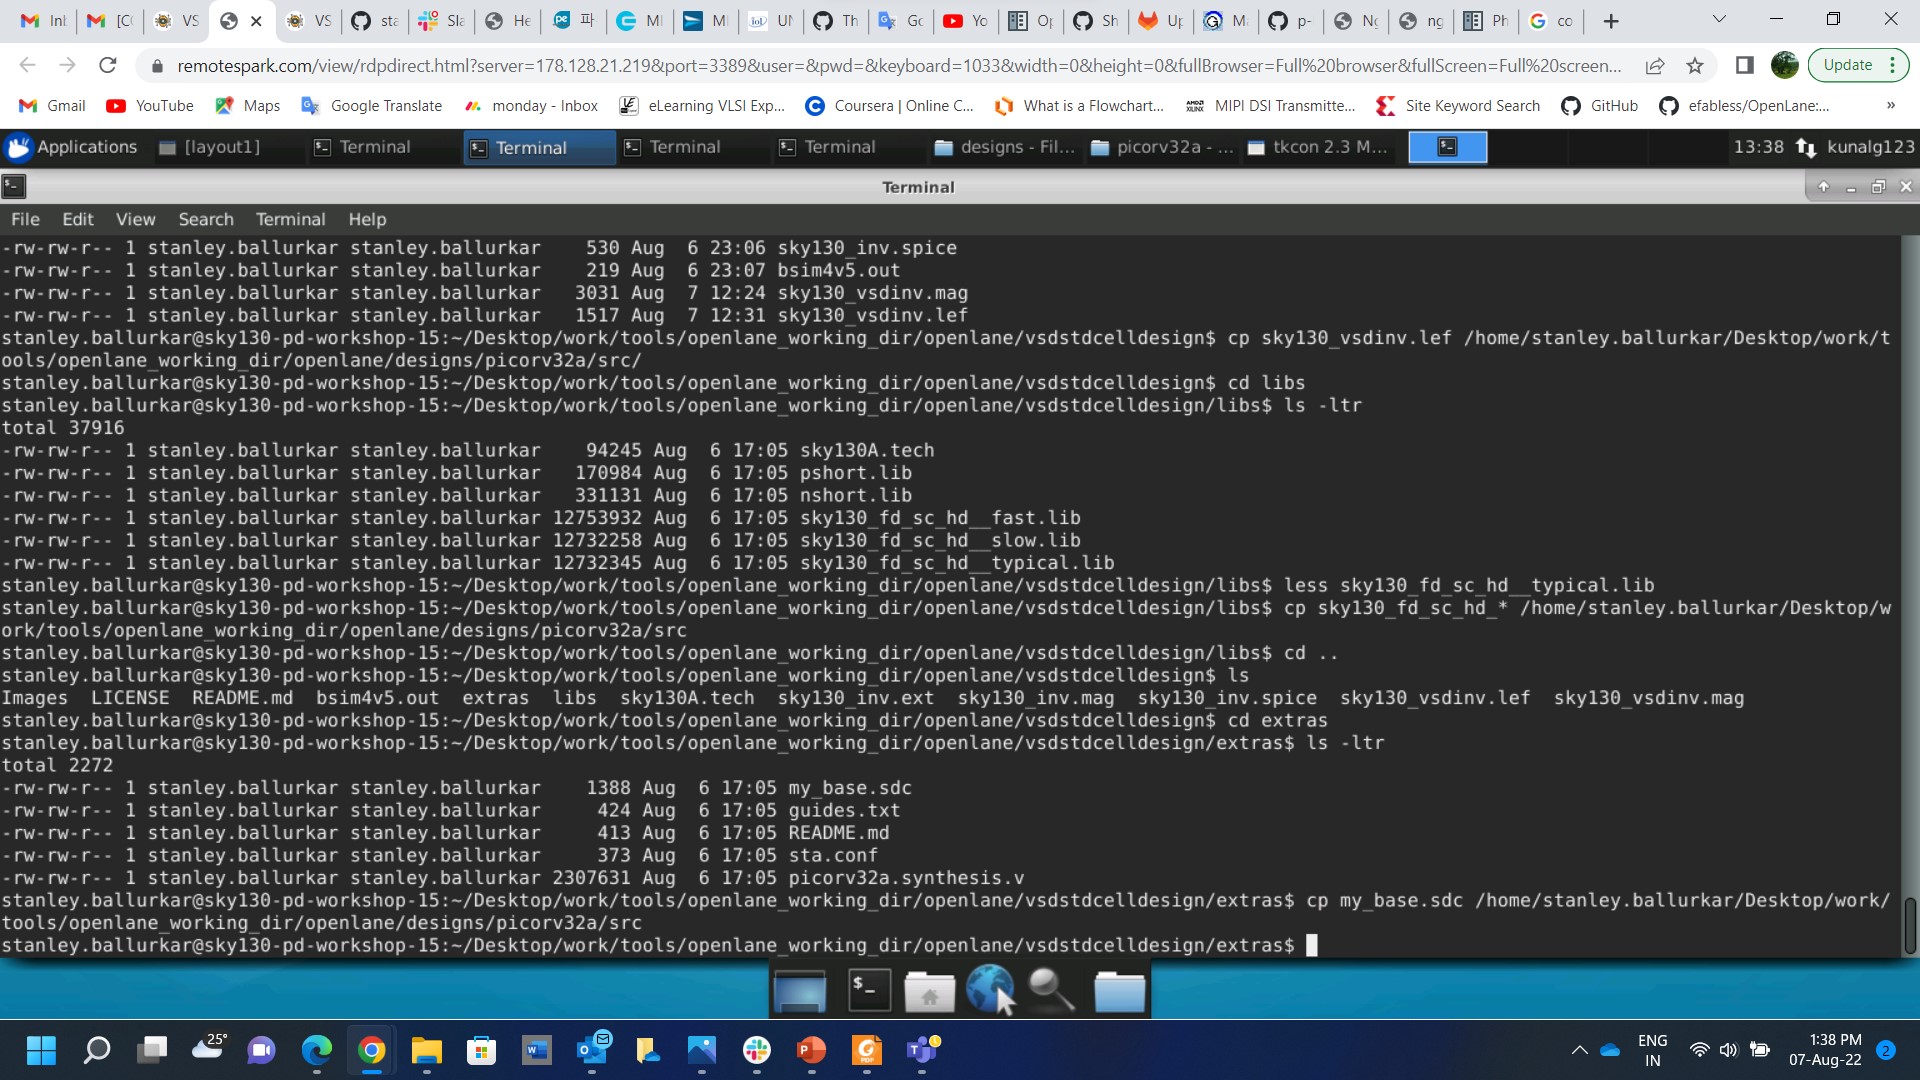 Inb
[CO
VS
VS
sta
Sla
He
파
MI
MI
UN
Th
Go
Yo
Op
Sh
Up
Ma
p-
Ng
ng
Ph
co
remotespark.com/view/rdpdirect.html?server=178.128.21.219&port=3389&user=&pwd=&keyboard=1033&width=0&height=0&fullBrowser=Full%20browser&fullScreen=Full%20screen...
Update
Gmail YouTube Maps Google Translate monday - Inbox eLearning VLSI Exp... Coursera | Online C... What is a Flowchart... MIPI DSI Transmitte... Site Keyword Search GitHub efabless/OpenLane:... »
Applications [layout1] Terminal Terminal Terminal Terminal designs - Fil... picorv32a - ... tkcon 2.3 M... 13:38 kunalg123
Terminal
File Edit View Search Terminal Help
-rw-rw-r-- 1 stanley.ballurkar stanley.ballurkar 530 Aug 6 23:06 sky130_inv.spice
-rw-rw-r-- 1 stanley.ballurkar stanley.ballurkar 219 Aug 6 23:07 bsim4v5.out
-rw-rw-r-- 1 stanley.ballurkar stanley.ballurkar 3031 Aug 7 12:24 sky130_vsdinv.mag
-rw-rw-r-- 1 stanley.ballurkar stanley.ballurkar 1517 Aug 7 12:31 sky130_vsdinv.lef
stanley.ballurkar@sky130-pd-workshop-15:~/Desktop/work/tools/openlane_working_dir/openlane/vsdstdcelldesign$ cp sky130_vsdinv.lef /home/stanley.ballurkar/Desktop/work/t
ools/openlane_working_dir/openlane/designs/picorv32a/src/
stanley.ballurkar@sky130-pd-workshop-15:~/Desktop/work/tools/openlane_working_dir/openlane/vsdstdcelldesign$ cd libs
stanley.ballurkar@sky130-pd-workshop-15:~/Desktop/work/tools/openlane_working_dir/openlane/vsdstdcelldesign/libs$ ls -ltr
total 37916
-rw-rw-r-- 1 stanley.ballurkar stanley.ballurkar 94245 Aug 6 17:05 sky130A.tech
-rw-rw-r-- 1 stanley.ballurkar stanley.ballurkar 170984 Aug 6 17:05 pshort.lib
-rw-rw-r-- 1 stanley.ballurkar stanley.ballurkar 331131 Aug 6 17:05 nshort.lib
-rw-rw-r-- 1 stanley.ballurkar stanley.ballurkar 12753932 Aug 6 17:05 sky130_fd_sc_hd__fast.lib
-rw-rw-r-- 1 stanley.ballurkar stanley.ballurkar 12732258 Aug 6 17:05 sky130_fd_sc_hd__slow.lib
-rw-rw-r-- 1 stanley.ballurkar stanley.ballurkar 12732345 Aug 6 17:05 sky130_fd_sc_hd__typical.lib
stanley.ballurkar@sky130-pd-workshop-15:~/Desktop/work/tools/openlane_working_dir/openlane/vsdstdcelldesign/libs$ less sky130_fd_sc_hd__typical.lib
stanley.ballurkar@sky130-pd-workshop-15:~/Desktop/work/tools/openlane_working_dir/openlane/vsdstdcelldesign/libs$ cp sky130_fd_sc_hd_* /home/stanley.ballurkar/Desktop/w
ork/tools/openlane_working_dir/openlane/designs/picorv32a/src
stanley.ballurkar@sky130-pd-workshop-15:~/Desktop/work/tools/openlane_working_dir/openlane/vsdstdcelldesign/libs$ cd ..
stanley.ballurkar@sky130-pd-workshop-15:~/Desktop/work/tools/openlane_working_dir/openlane/vsdstdcelldesign$ ls
Images LICENSE README.md bsim4v5.out extras libs sky130A.tech sky130_inv.ext sky130_inv.mag sky130_inv.spice sky130_vsdinv.lef sky130_vsdinv.mag
stanley.ballurkar@sky130-pd-workshop-15:~/Desktop/work/tools/openlane_working_dir/openlane/vsdstdcelldesign$ cd extras
stanley.ballurkar@sky130-pd-workshop-15:~/Desktop/work/tools/openlane_working_dir/openlane/vsdstdcelldesign/extras$ ls -ltr
total 2272
-rw-rw-r-- 1 stanley.ballurkar stanley.ballurkar 1388 Aug 6 17:05 my_base.sdc
-rw-rw-r-- 1 stanley.ballurkar stanley.ballurkar 424 Aug 6 17:05 guides.txt
-rw-rw-r-- 1 stanley.ballurkar stanley.ballurkar 413 Aug 6 17:05 README.md
-rw-rw-r-- 1 stanley.ballurkar stanley.ballurkar 373 Aug 6 17:05 sta.conf
-rw-rw-r-- 1 stanley.ballurkar stanley.ballurkar 2307631 Aug 6 17:05 picorv32a.synthesis.v
stanley.ballurkar@sky130-pd-workshop-15:~/Desktop/work/tools/openlane_working_dir/openlane/vsdstdcelldesign/extras$ cp my_base.sdc /home/stanley.ballurkar/Desktop/work/
tools/openlane_working_dir/openlane/designs/picorv32a/src
stanley.ballurkar@sky130-pd-workshop-15:~/Desktop/work/tools/openlane_working_dir/openlane/vsdstdcelldesign/extras$
25°
ENG
IN
1:38 PM
07-Aug-22
2